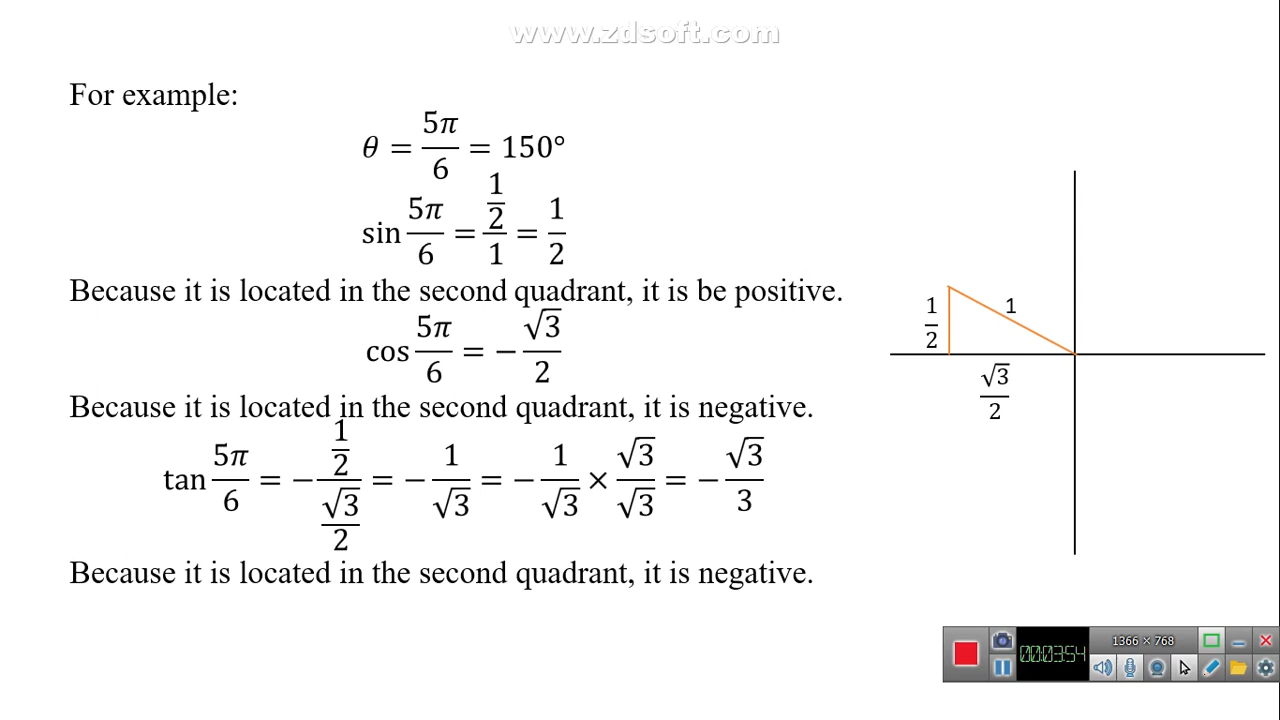 www.zdsoft.com
For example:
θ = 5π/6 = 150°
sin 5π/6 = (1/2)/1 = 1/2
Because it is located in the second quadrant, it is be positive.
cos 5π/6 = −√3/2
Because it is located in the second quadrant, it is negative.
tan 5π/6 = −(1/2)/(√3/2) = −1/√3 = −1/√3 × √3/√3 = −√3/3
Because it is located in the second quadrant, it is negative.
1/2
1
√3/2
1366 × 768
00:03:54